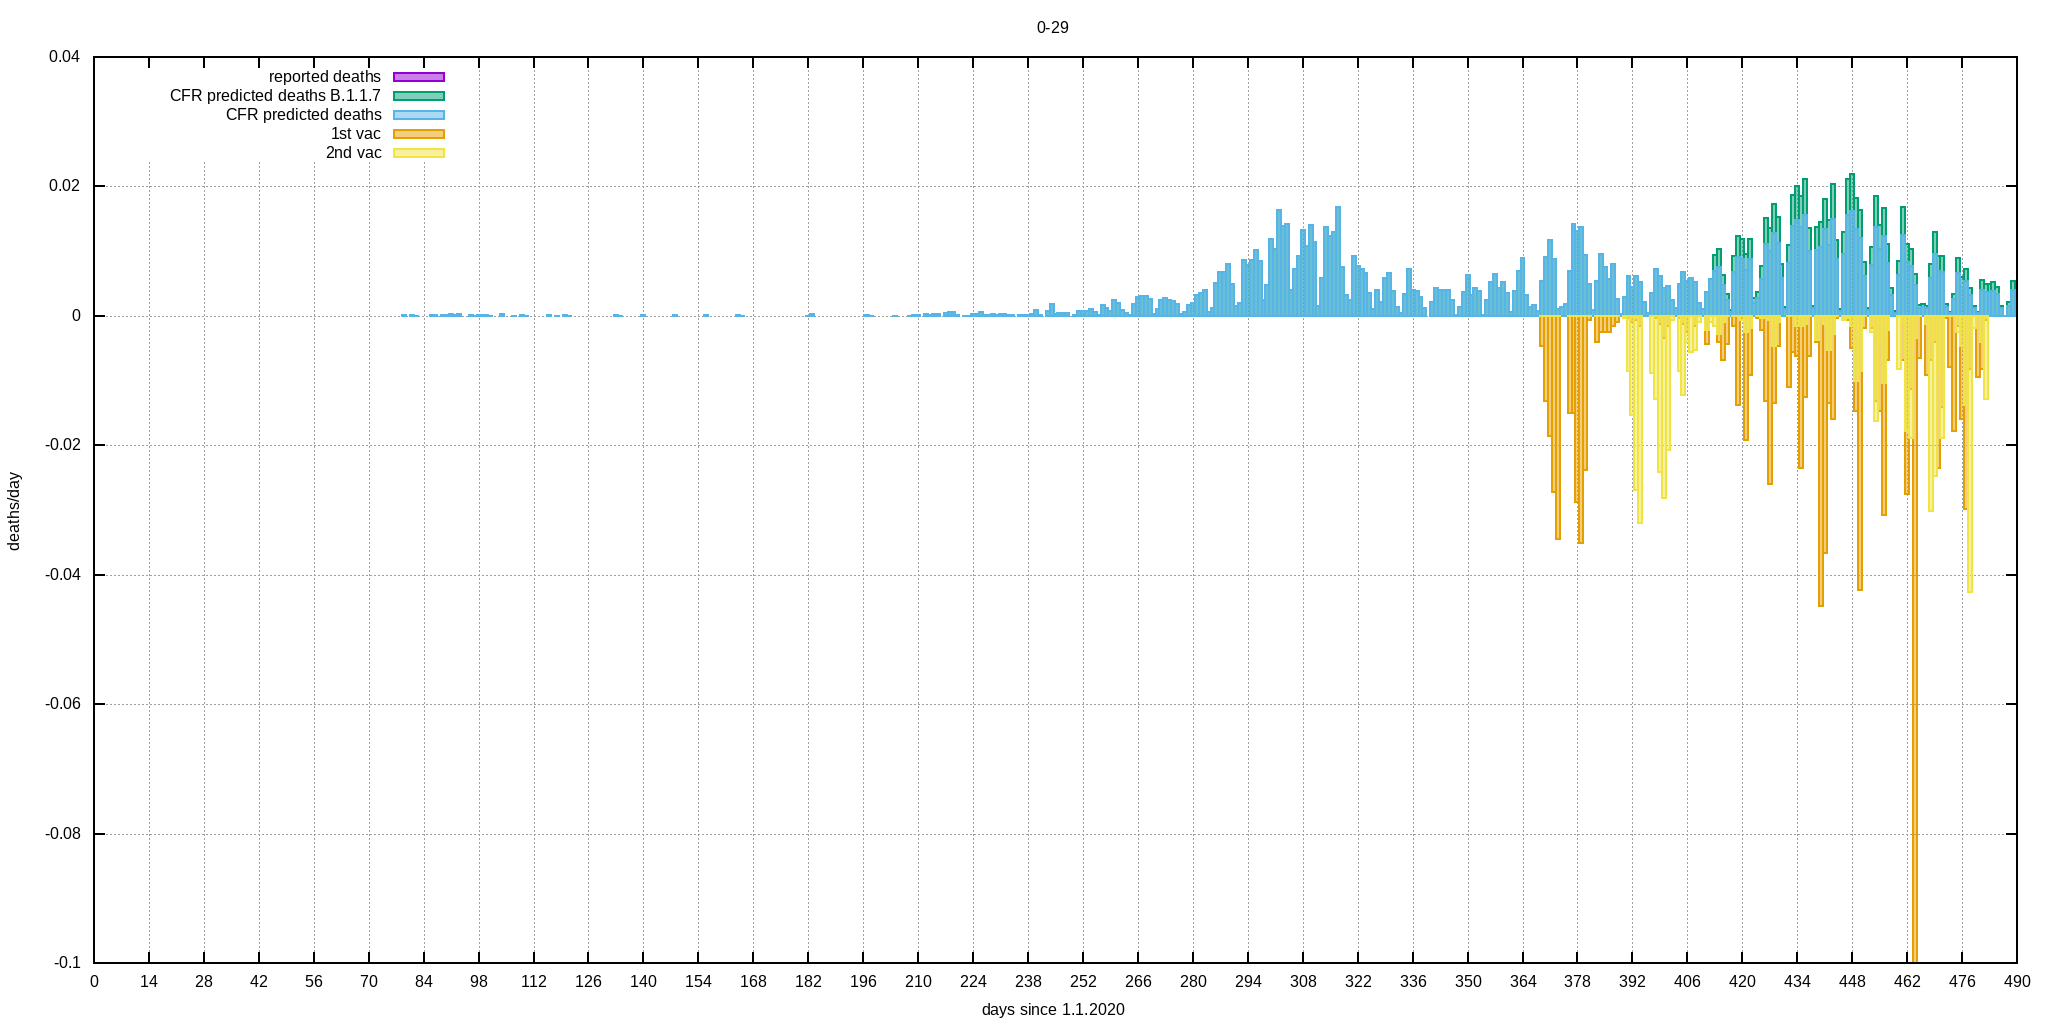 0-29
reported deaths
CFR predicted deaths B.1.1.7
CFR predicted deaths
1st vac
2nd vac
0.04
0.02
0
-0.02
-0.04
-0.06
-0.08
-0.1
deaths/day
0 14 28 42 56 70 84 98 112 126 140 154 168 182 196 210 224 238 252 266 280 294 308 322 336 350 364 378 392 406 420 434 448 462 476 490
days since 1.1.2020